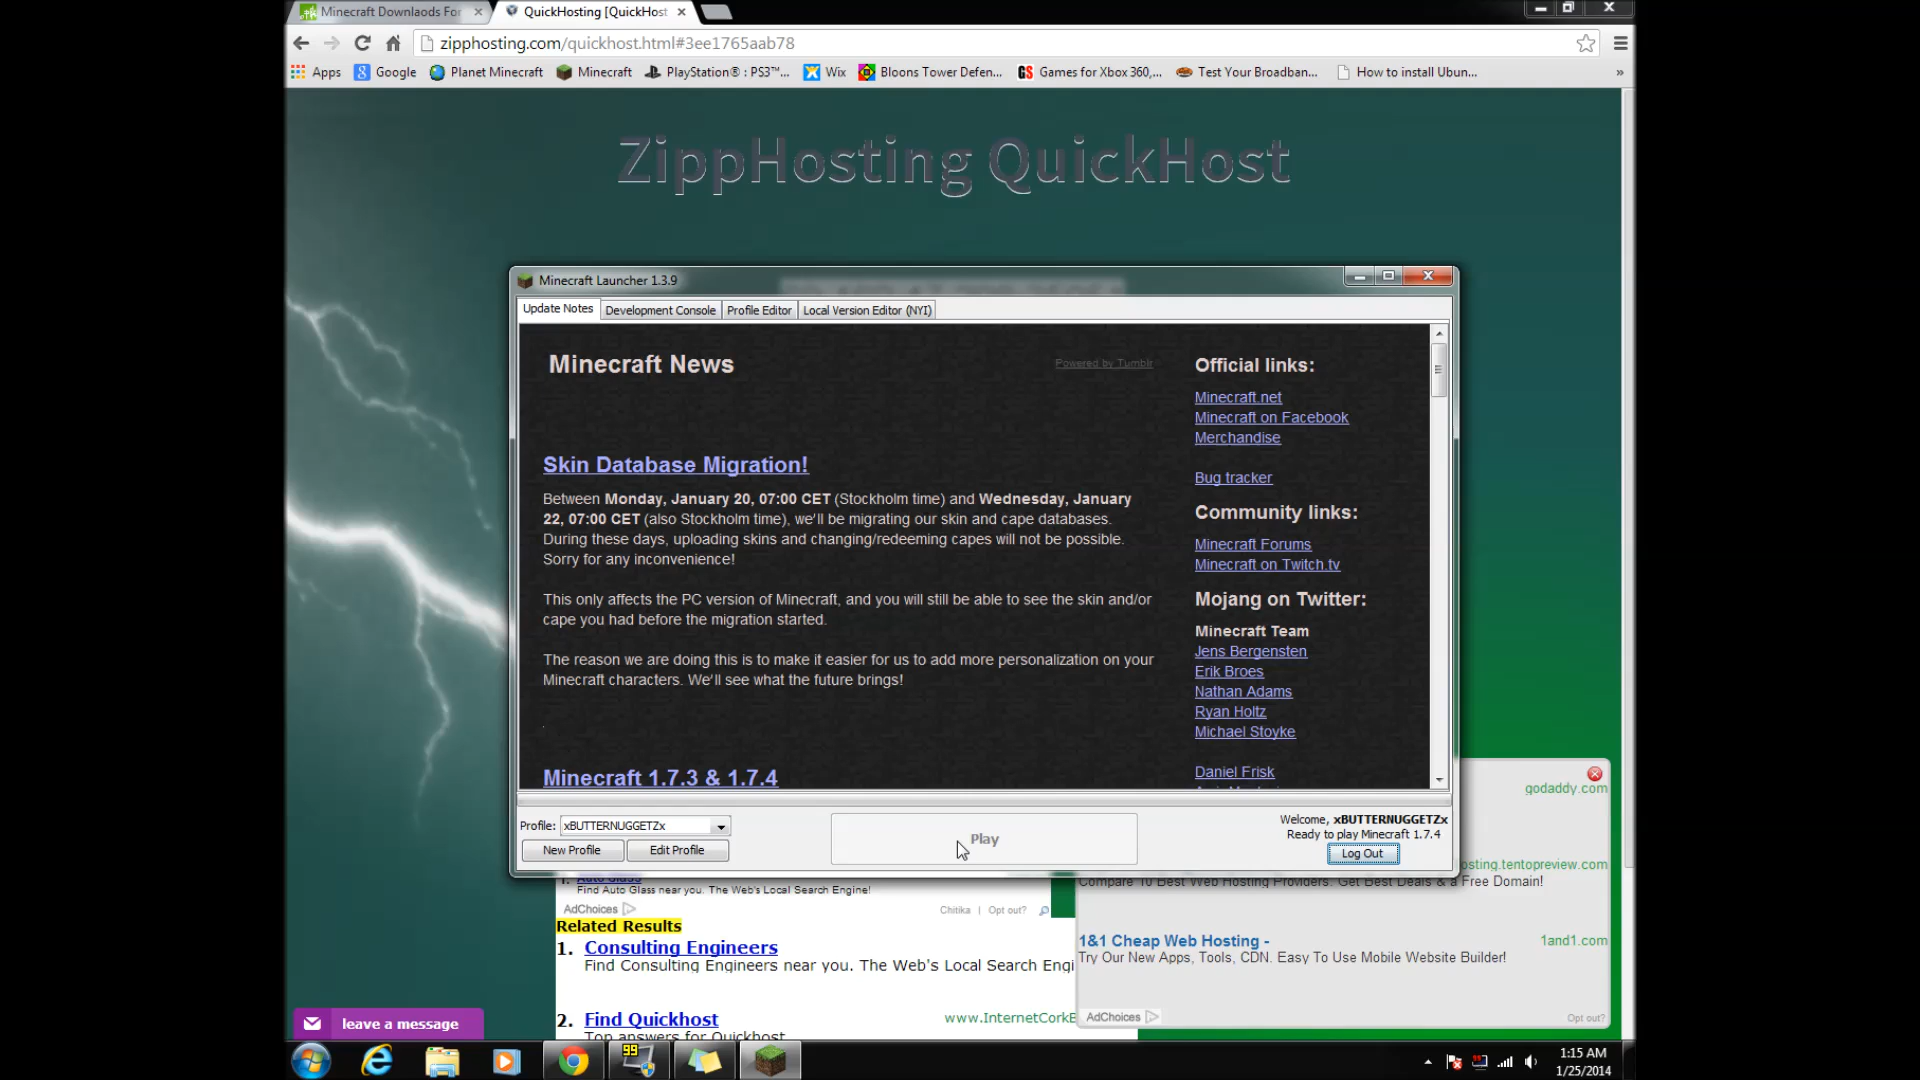 Minecraft Downlaods For
QuickHosting [QuickHost
zipphosting.com/quickhost.html#3ee1765aab78
Apps
Google
Planet Minecraft
Minecraft
PlayStation® : PS3™...
Wix
Bloons Tower Defen...
GS
Games for Xbox 360,...
Test Your Broadban...
How to install Ubun...
»
ZippHosting QuickHost
Minecraft Launcher 1.3.9
Update Notes
Development Console
Profile Editor
Local Version Editor (NYI)
Minecraft News
Powered by Tumblr
Skin Database Migration!
Between Monday, January 20, 07:00 CET (Stockholm time) and Wednesday, January
22, 07:00 CET (also Stockholm time), we'll be migrating our skin and cape databases.
During these days, uploading skins and changing/redeeming capes will not be possible.
Sorry for any inconvenience!
This only affects the PC version of Minecraft, and you will still be able to see the skin and/or
cape you had before the migration started.
The reason we are doing this is to make it easier for us to add more personalization on your
Minecraft characters. We'll see what the future brings!
.
Minecraft 1.7.3 & 1.7.4
Official links:
Minecraft.net
Minecraft on Facebook
Merchandise
Bug tracker
Community links:
Minecraft Forums
Minecraft on Twitch.tv
Mojang on Twitter:
Minecraft Team
Jens Bergensten
Erik Broes
Nathan Adams
Ryan Holtz
Michael Stoyke
Daniel Frisk
Profile: xBUTTERNUGGETZx
New Profile
Edit Profile
Play
Welcome, xBUTTERNUGGETZx
Ready to play Minecraft 1.7.4
Log Out
1. Auto Glass
Find Auto Glass near you. The Web's Local Search Engine!
AdChoices
Chitika | Opt out?
Related Results
1. Consulting Engineers
Find Consulting Engineers near you. The Web's Local Search Engi
2. Find Quickhost
www.InternetCorkE
Top answers for Quickhost
godaddy.com
osting.tentopreview.com
Compare 10 Best Web Hosting Providers. Get Best Deals & a Free Domain!
1&1 Cheap Web Hosting -
1and1.com
Try Our New Apps, Tools, CDN. Easy To Use Mobile Website Builder!
AdChoices
Opt out?
leave a message
99
1:15 AM
1/25/2014